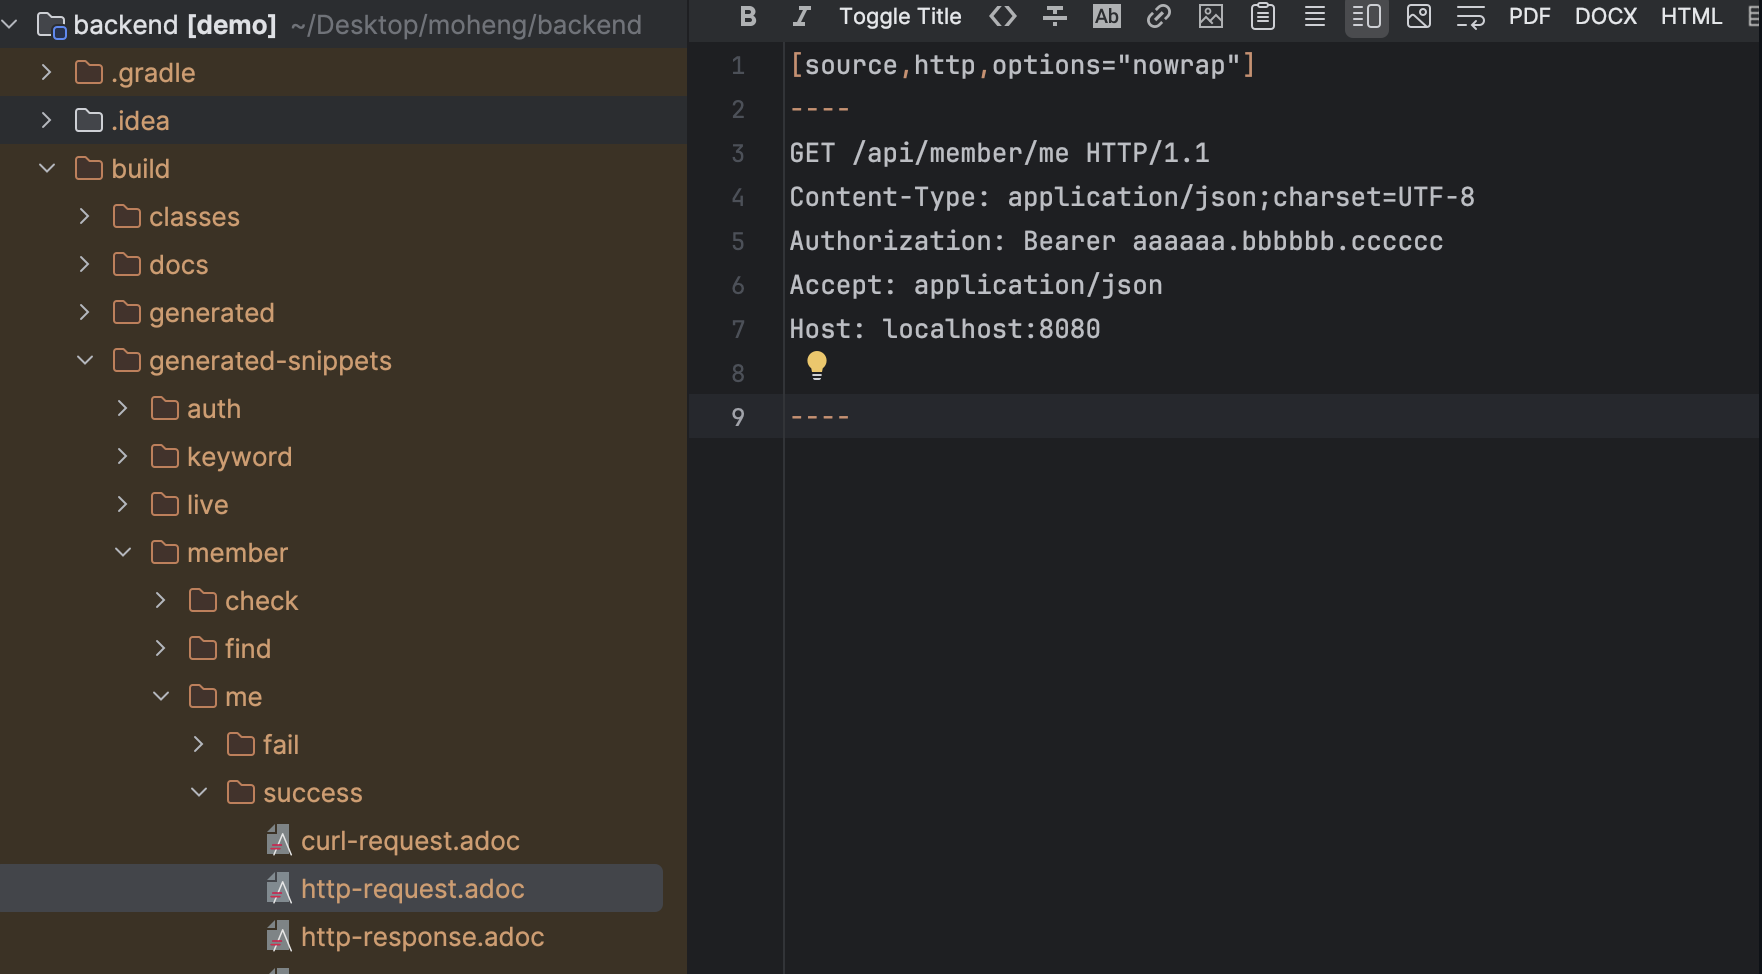 backend [demo] ~/Desktop/moheng/backend
.gradle
.idea
build
classes
docs
generated
generated-snippets
auth
keyword
live
member
check
find
me
fail
success
curl-request.adoc
http-request.adoc
http-response.adoc
B I Toggle Title Ab PDF DOCX HTML
1 [source,http,options="nowrap"]
2 ----
3 GET /api/member/me HTTP/1.1
4 Content-Type: application/json;charset=UTF-8
5 Authorization: Bearer aaaaaa.bbbbbb.cccccc
6 Accept: application/json
7 Host: localhost:8080
8
9 ----